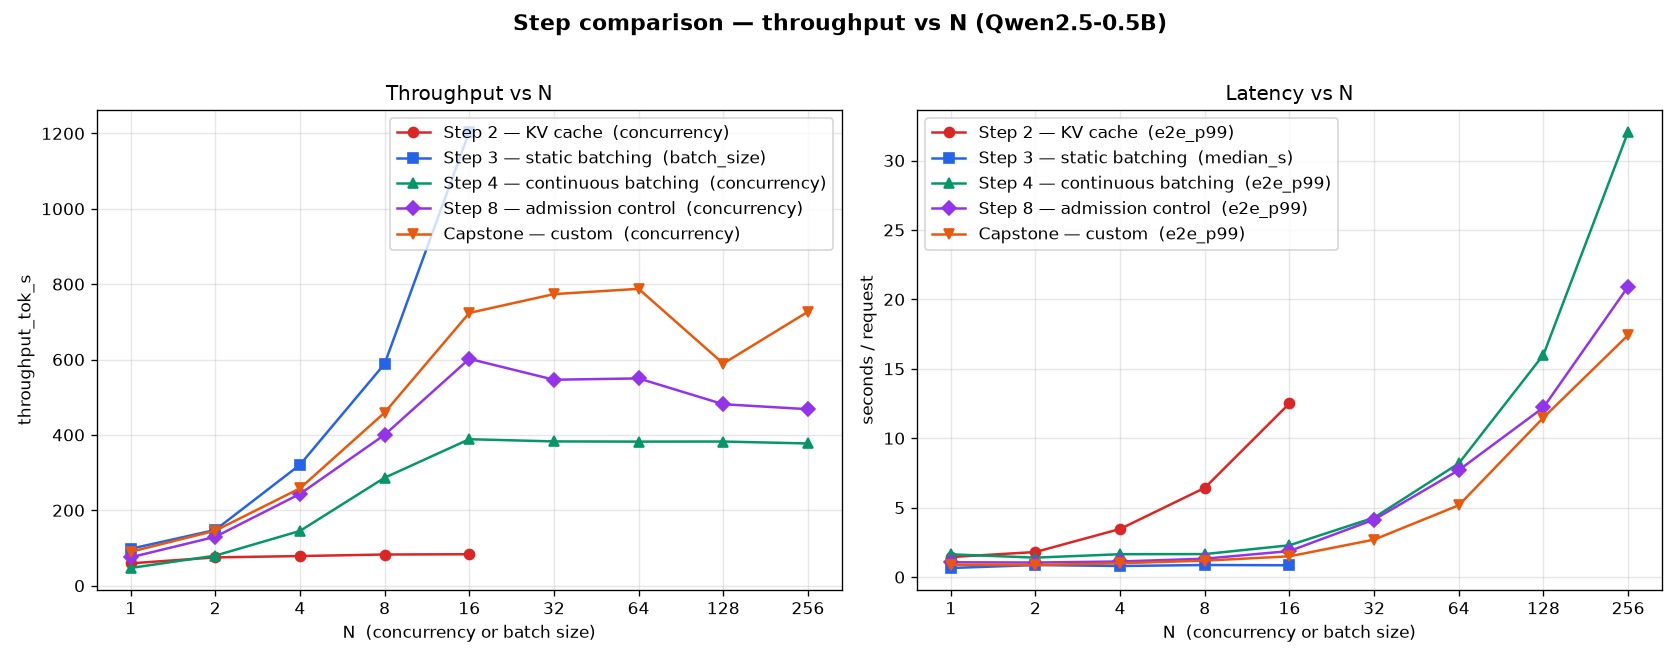 Step comparison — throughput vs N (Qwen2.5-0.5B)
Throughput vs N
throughput_tok_s
1200
1000
800
600
400
200
0
Step 2 — KV cache  (concurrency)
Step 3 — static batching  (batch_size)
Step 4 — continuous batching  (concurrency)
Step 8 — admission control  (concurrency)
Capstone — custom  (concurrency)
1 2 4 8 16 32 64 128 256
N  (concurrency or batch size)
Latency vs N
seconds / request
30
25
20
15
10
5
0
Step 2 — KV cache  (e2e_p99)
Step 3 — static batching  (median_s)
Step 4 — continuous batching  (e2e_p99)
Step 8 — admission control  (e2e_p99)
Capstone — custom  (e2e_p99)
1 2 4 8 16 32 64 128 256
N  (concurrency or batch size)